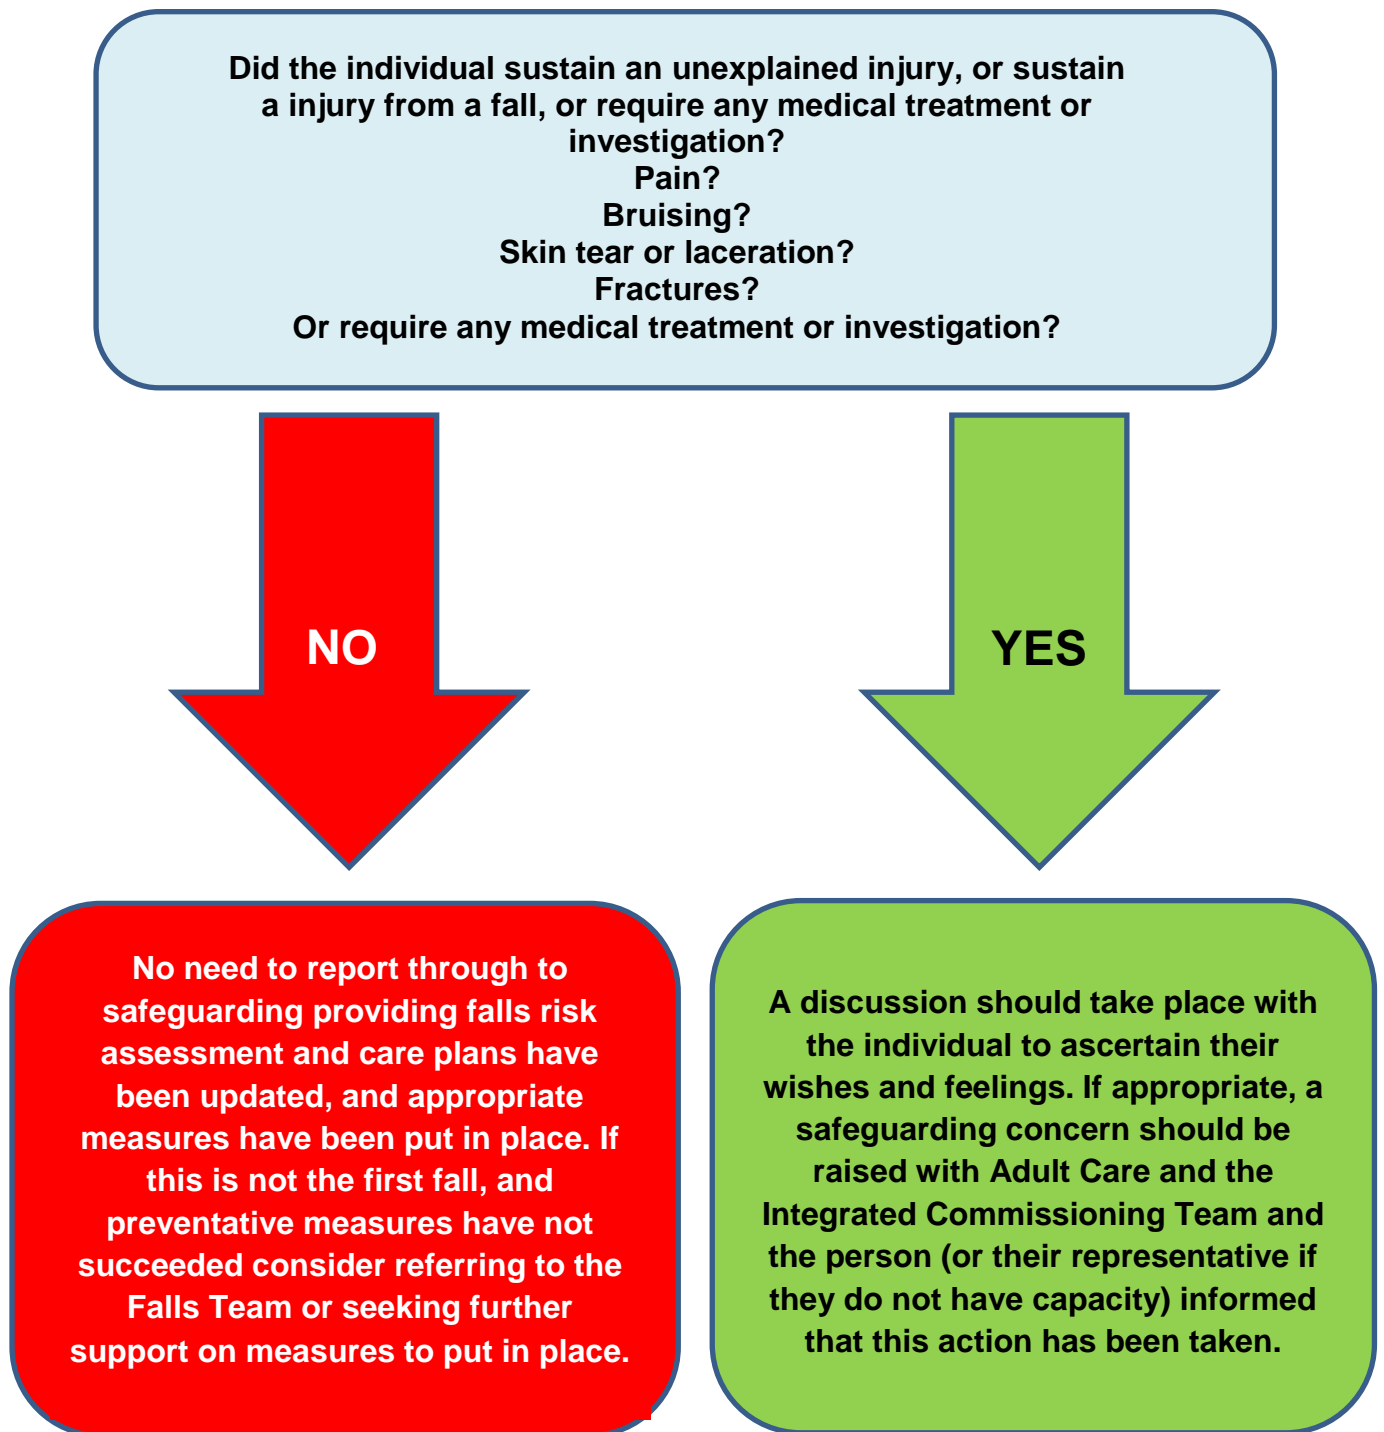 Did the individual sustain an unexplained injury, or sustain
a injury from a fall, or require any medical treatment or
investigation?
Pain?
Bruising?
Skin tear or laceration?
Fractures?
Or require any medical treatment or investigation?
NO
YES
No need to report through to
safeguarding providing falls risk
assessment and care plans have
been updated, and appropriate
measures have been put in place. If
this is not the first fall, and
preventative measures have not
succeeded consider referring to the
Falls Team or seeking further
support on measures to put in place.
A discussion should take place with
the individual to ascertain their
wishes and feelings. If appropriate, a
safeguarding concern should be
raised with Adult Care and the
Integrated Commissioning Team and
the person (or their representative if
they do not have capacity) informed
that this action has been taken.